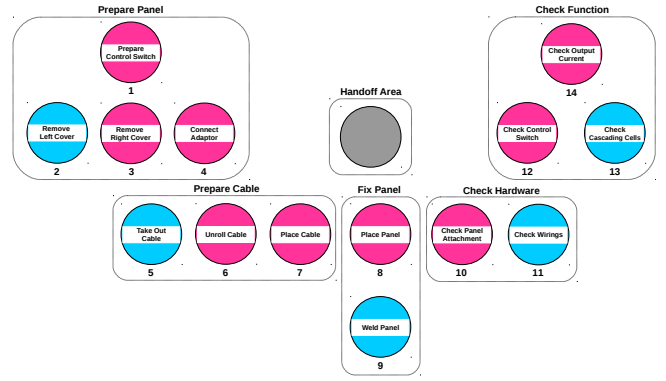 Prepare Panel
Check Function
Prepare
Control Switch
1
Check Output
Current
14
Handoff Area
Remove
Left Cover
2
Remove
Right Cover
3
Connect
Adaptor
4
Check Control
Switch
12
Check
Cascading Cells
13
Prepare Cable
Fix Panel
Check Hardware
Take Out
Cable
5
Unroll Cable
6
Place Cable
7
Place Panel
8
Check Panel
Attachment
10
Check Wirings
11
Weld Panel
9